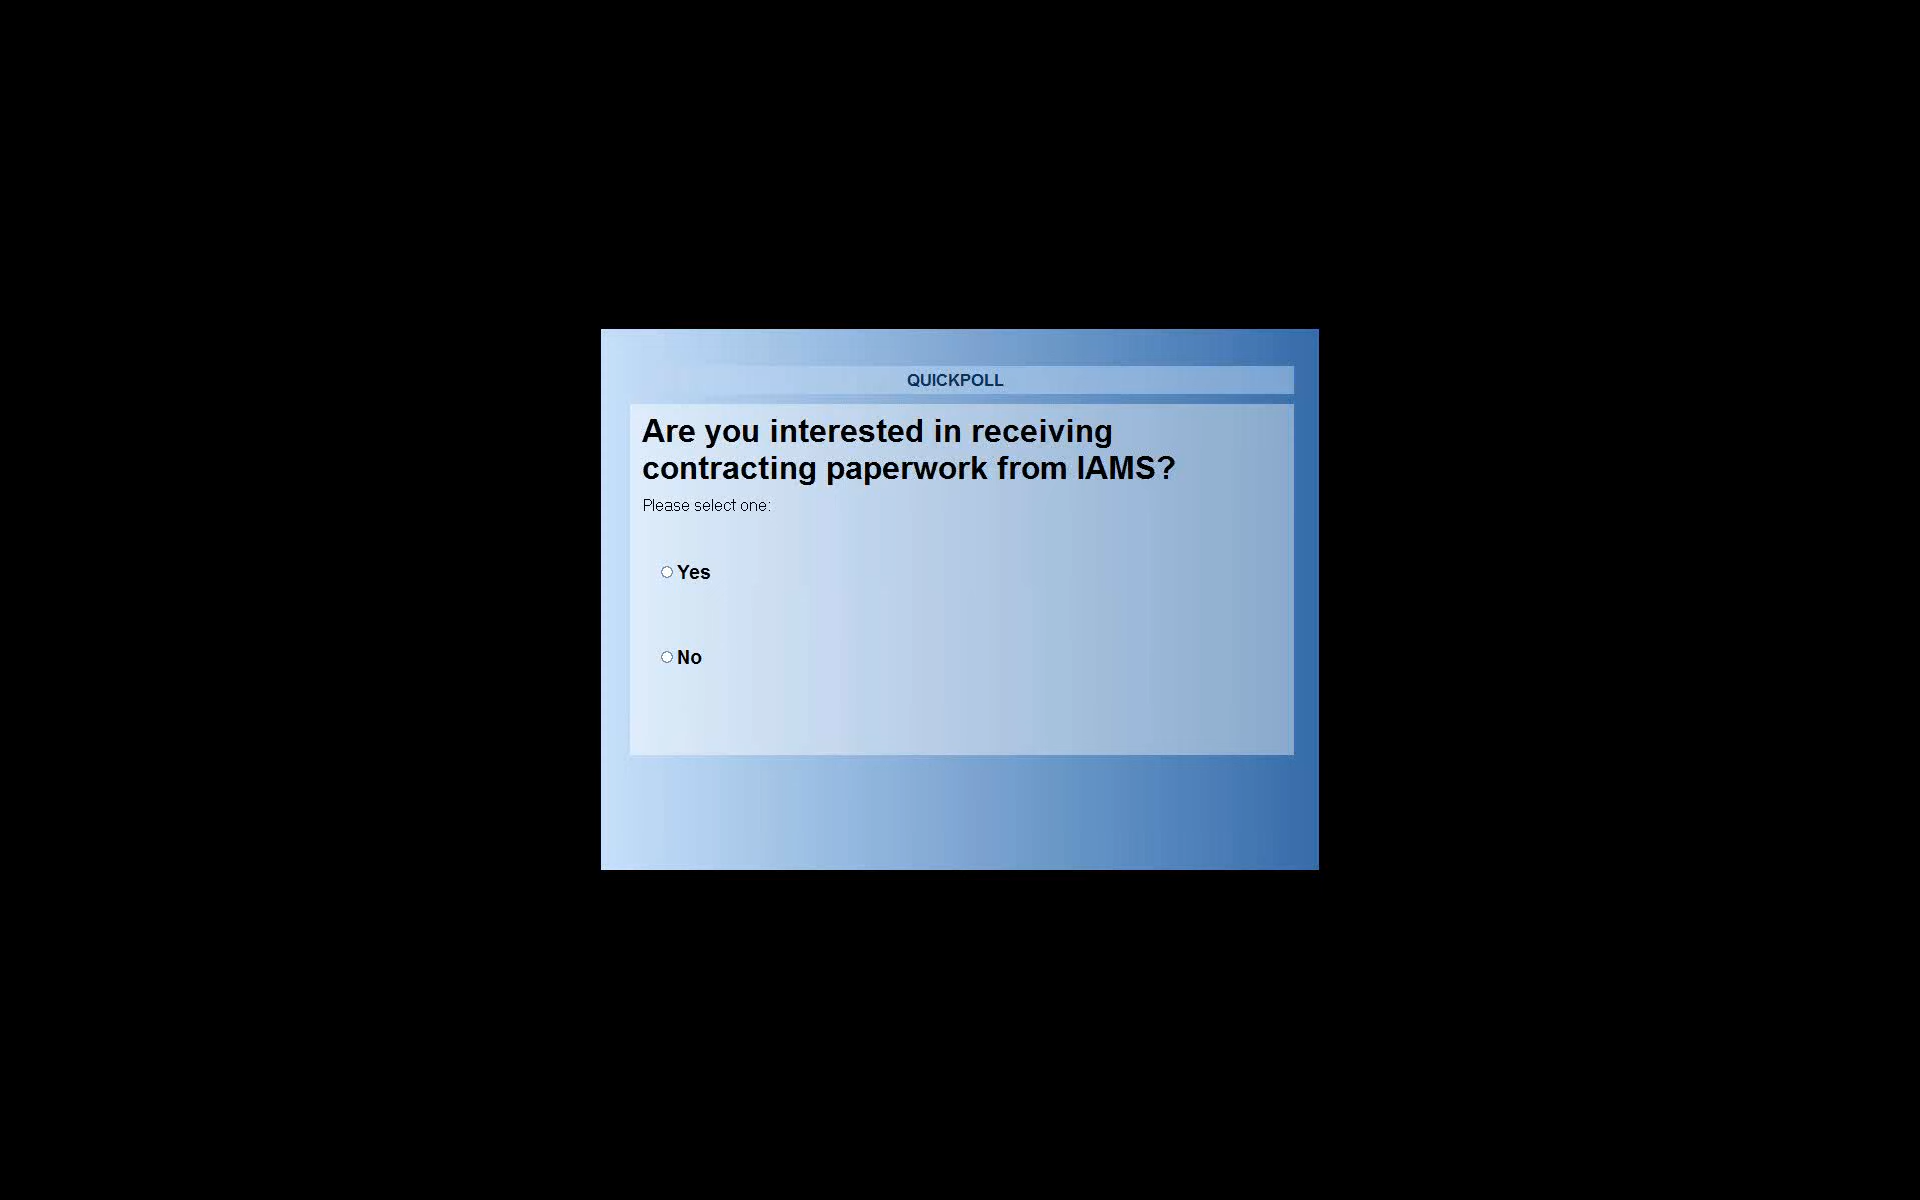 QUICKPOLL
Are you interested in receiving
contracting paperwork from IAMS?
Please select one:
Yes
No